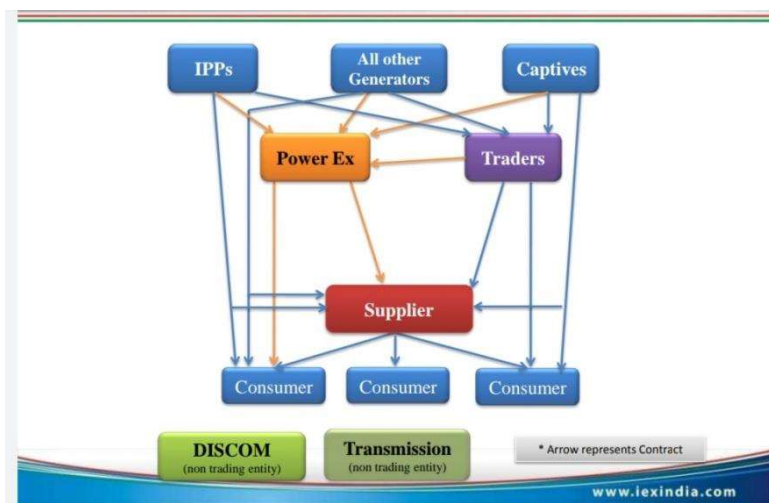 IPPs
All other
Generators
Captives
Power Ex
Traders
Supplier
Consumer
Consumer
Consumer
DISCOM
(non trading entity)
Transmission
(non trading entity)
* Arrow represents Contract
www.iexindia.com